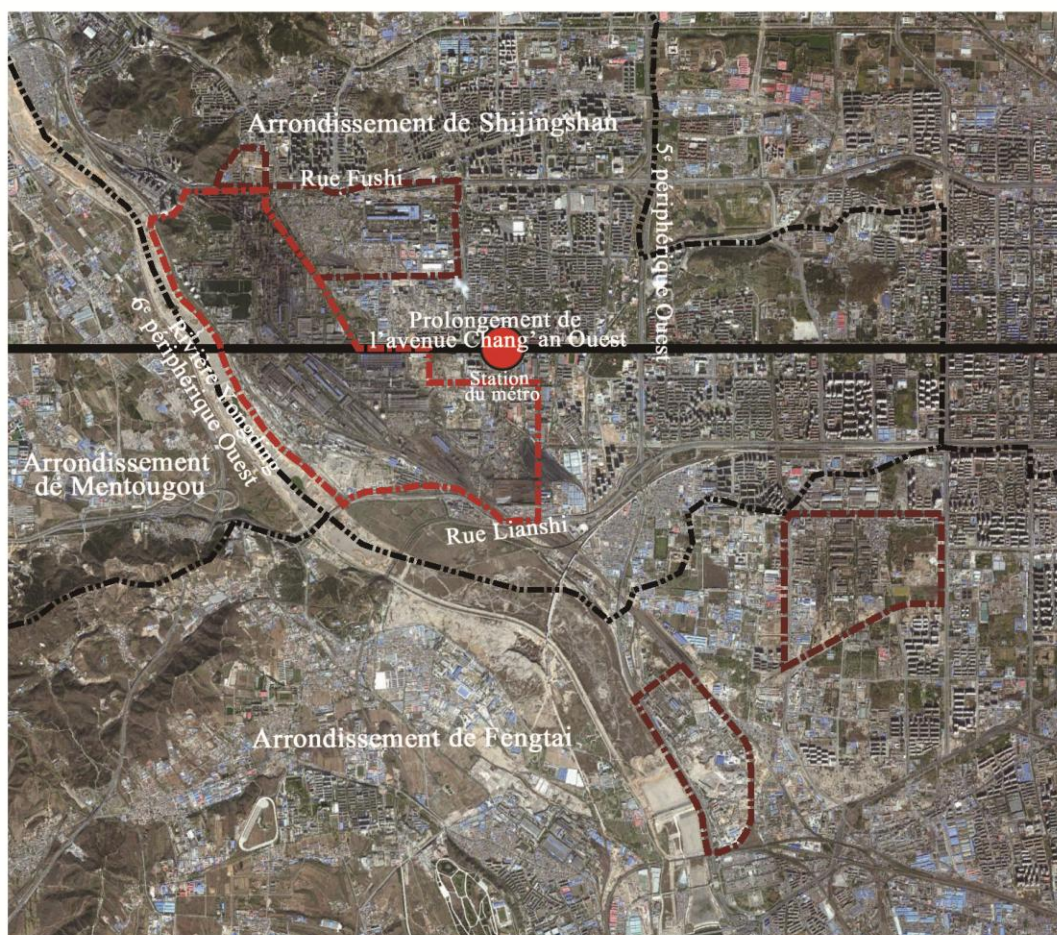 Arrondissement de Shijingshan
Rue Fushi
5e périphérique Ouest
Prolongement de
l'avenue Chang'an Ouest
Station
du métro
Rivière Yongding
6e périphérique Ouest
Arrondissement
de Mentougou
Rue Lianshi
Arrondissement de Fengtai